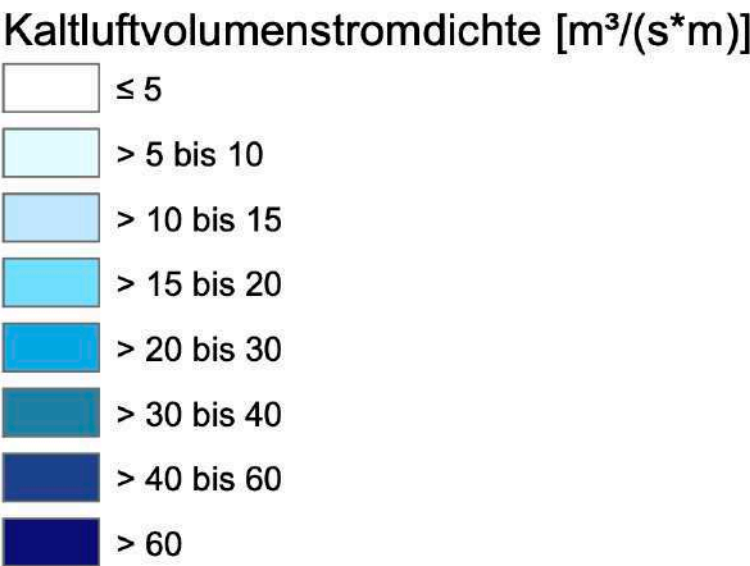 Kaltluftvolumenstromdichte [m³/(s*m)]
≤ 5
> 5 bis 10
> 10 bis 15
> 15 bis 20
> 20 bis 30
> 30 bis 40
> 40 bis 60
> 60